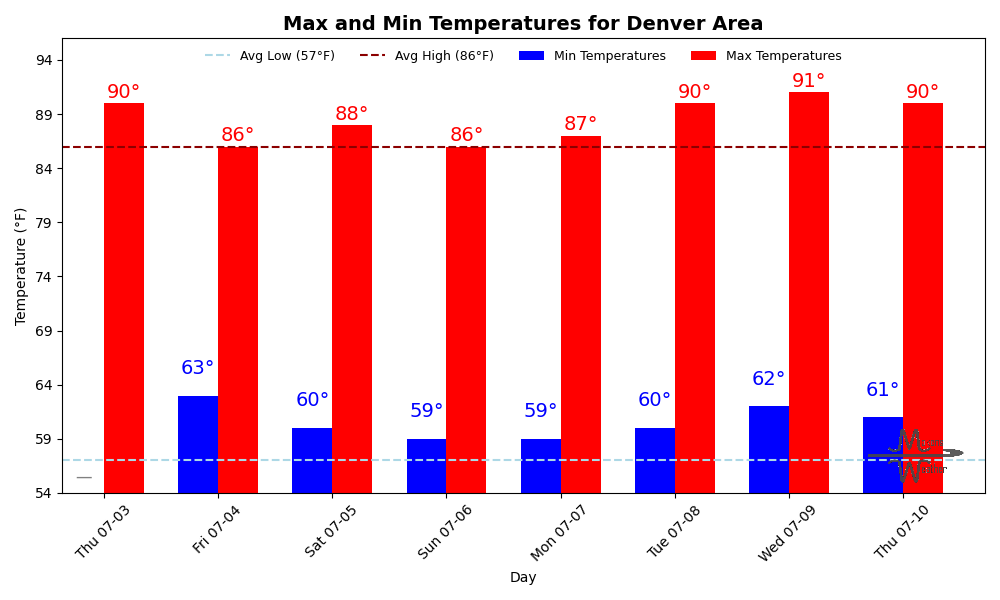 Max and Min Temperatures for Denver Area
Avg Low (57°F) Avg High (86°F) Min Temperatures Max Temperatures
94
89
84
79
74
69
64
59
54
Temperature (°F)
90° 86° 88° 86° 87° 90° 91° 90°
63° 60° 59° 59° 60° 62° 61°
—
Thu 07-03 Fri 07-04 Sat 07-05 Sun 07-06 Mon 07-07 Tue 07-08 Wed 07-09 Thu 07-10
Day